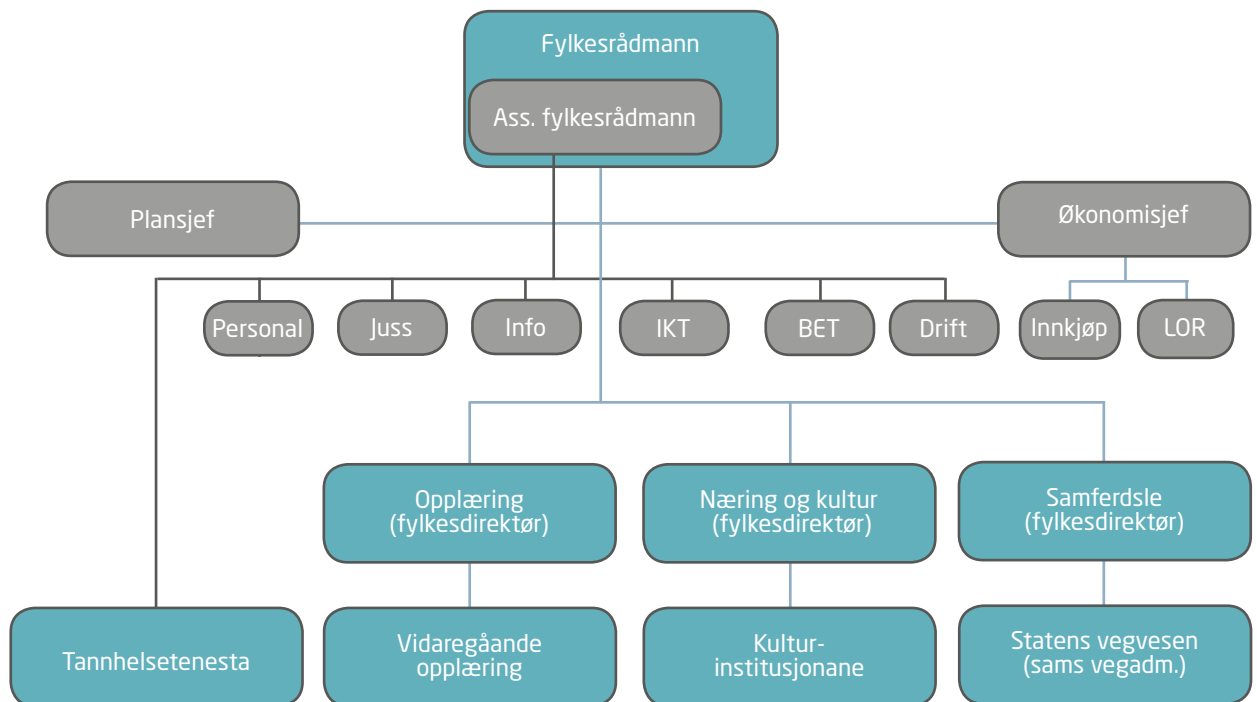 Fylkesrådmann
Ass. fylkesrådmann
Plansjef
Økonomisjef
Personal
Juss
Info
IKT
BET
Drift
Innkjøp
LOR
Opplæring
(fylkesdirektør)
Næring og kultur
(fylkesdirektør)
Samferdsle
(fylkesdirektør)
Tannhelsetenesta
Vidaregåande
opplæring
Kultur-
institusjonane
Statens vegvesen
(sams vegadm.)